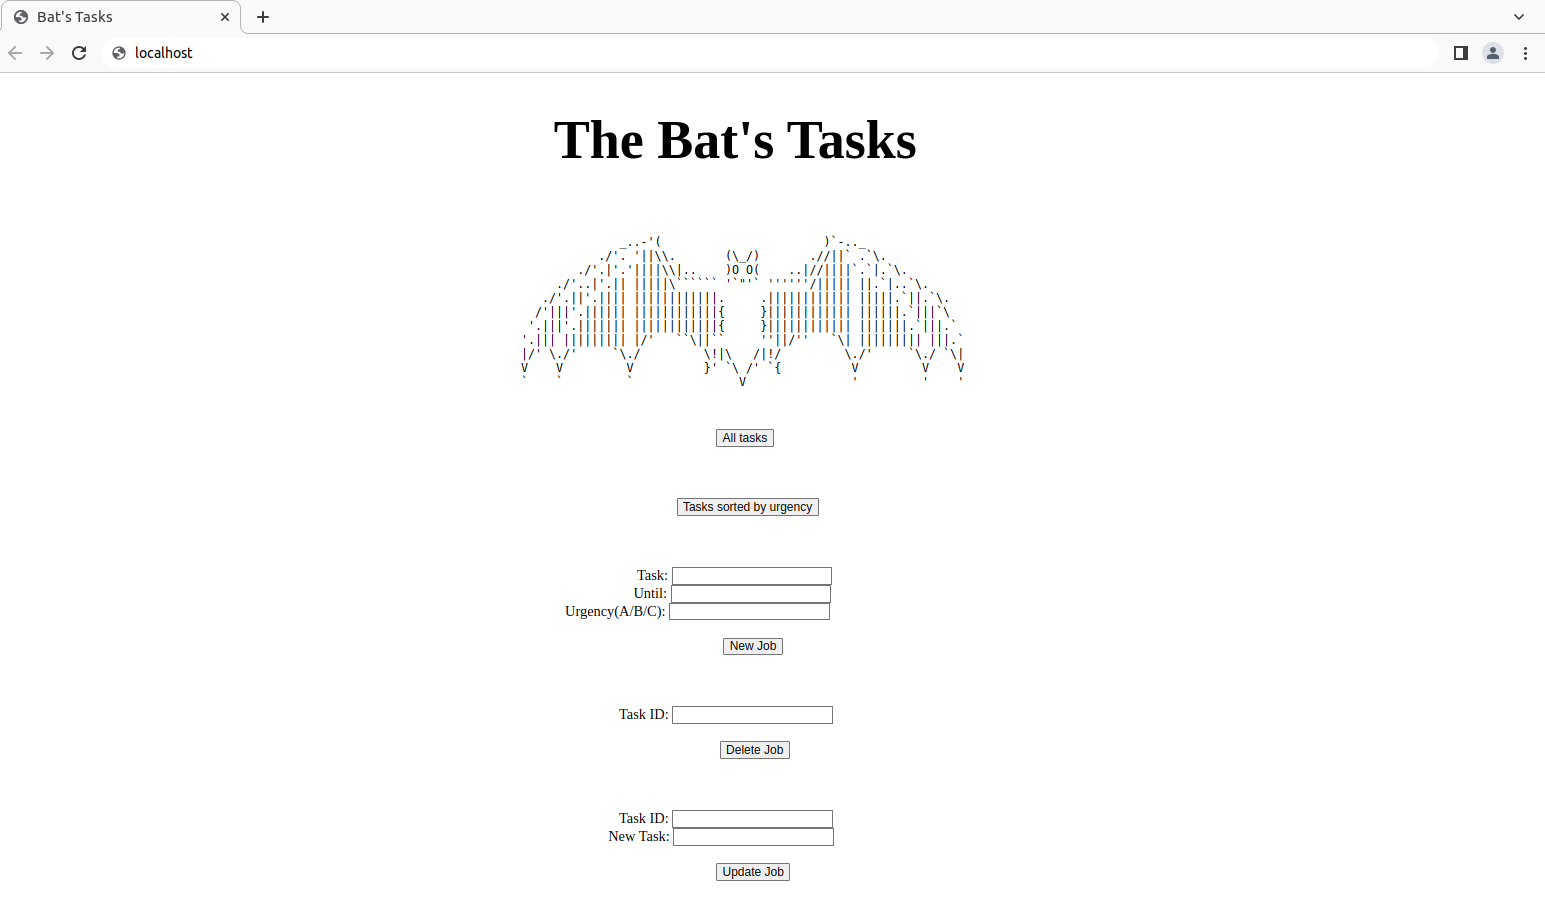 Bat's Tasks
localhost
The Bat's Tasks
All tasks
Tasks sorted by urgency
Task:
Until:
Urgency(A/B/C):
New Job
Task ID:
Delete Job
Task ID:
New Task:
Update Job